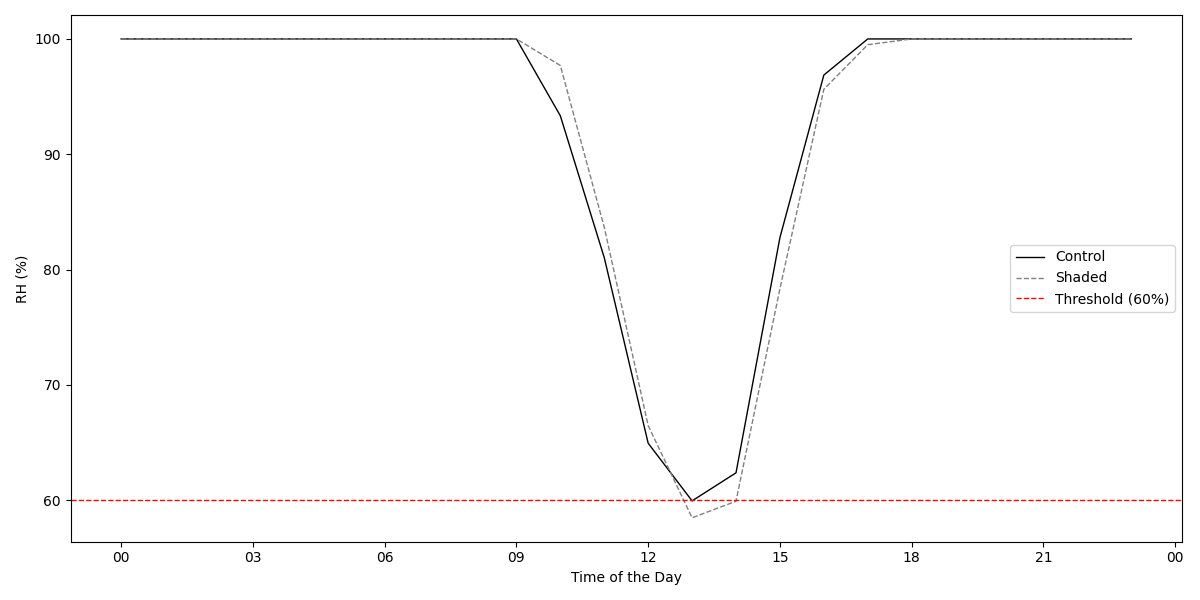 100
90
80
70
60
RH (%)
Control
Shaded
Threshold (60%)
00 03 06 09 12 15 18 21 00
Time of the Day